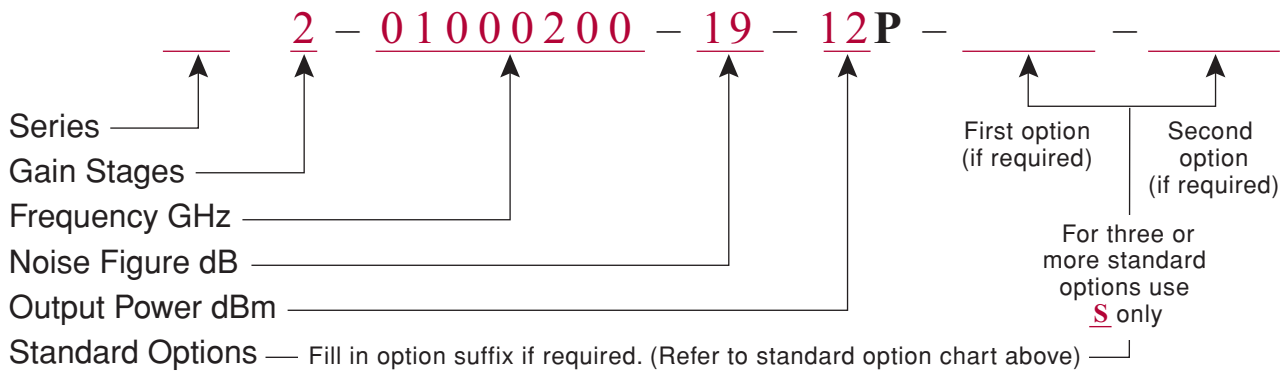 2 – 01000200 – 19 – 12P – –
Series
Gain Stages
Frequency GHz
Noise Figure dB
Output Power dBm
Standard Options
Fill in option suffix if required. (Refer to standard option chart above)
First option
(if required)
Second
option
(if required)
For three or
more standard
options use
S only